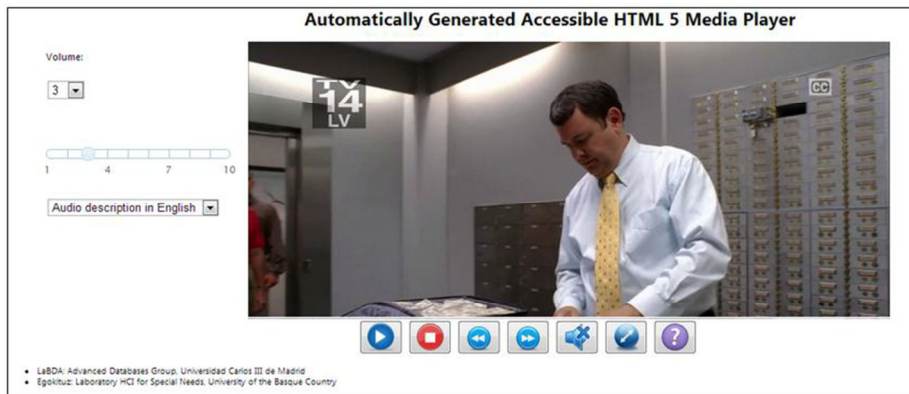 Automatically Generated Accessible HTML 5 Media Player
Volume:
3
1 4 7 10
Audio description in English
TV
14
LV
CC
?
LaBDA: Advanced Databases Group, Universidad Carlos III de Madrid
Egokituz: Laboratory HCI for Special Needs, University of the Basque Country